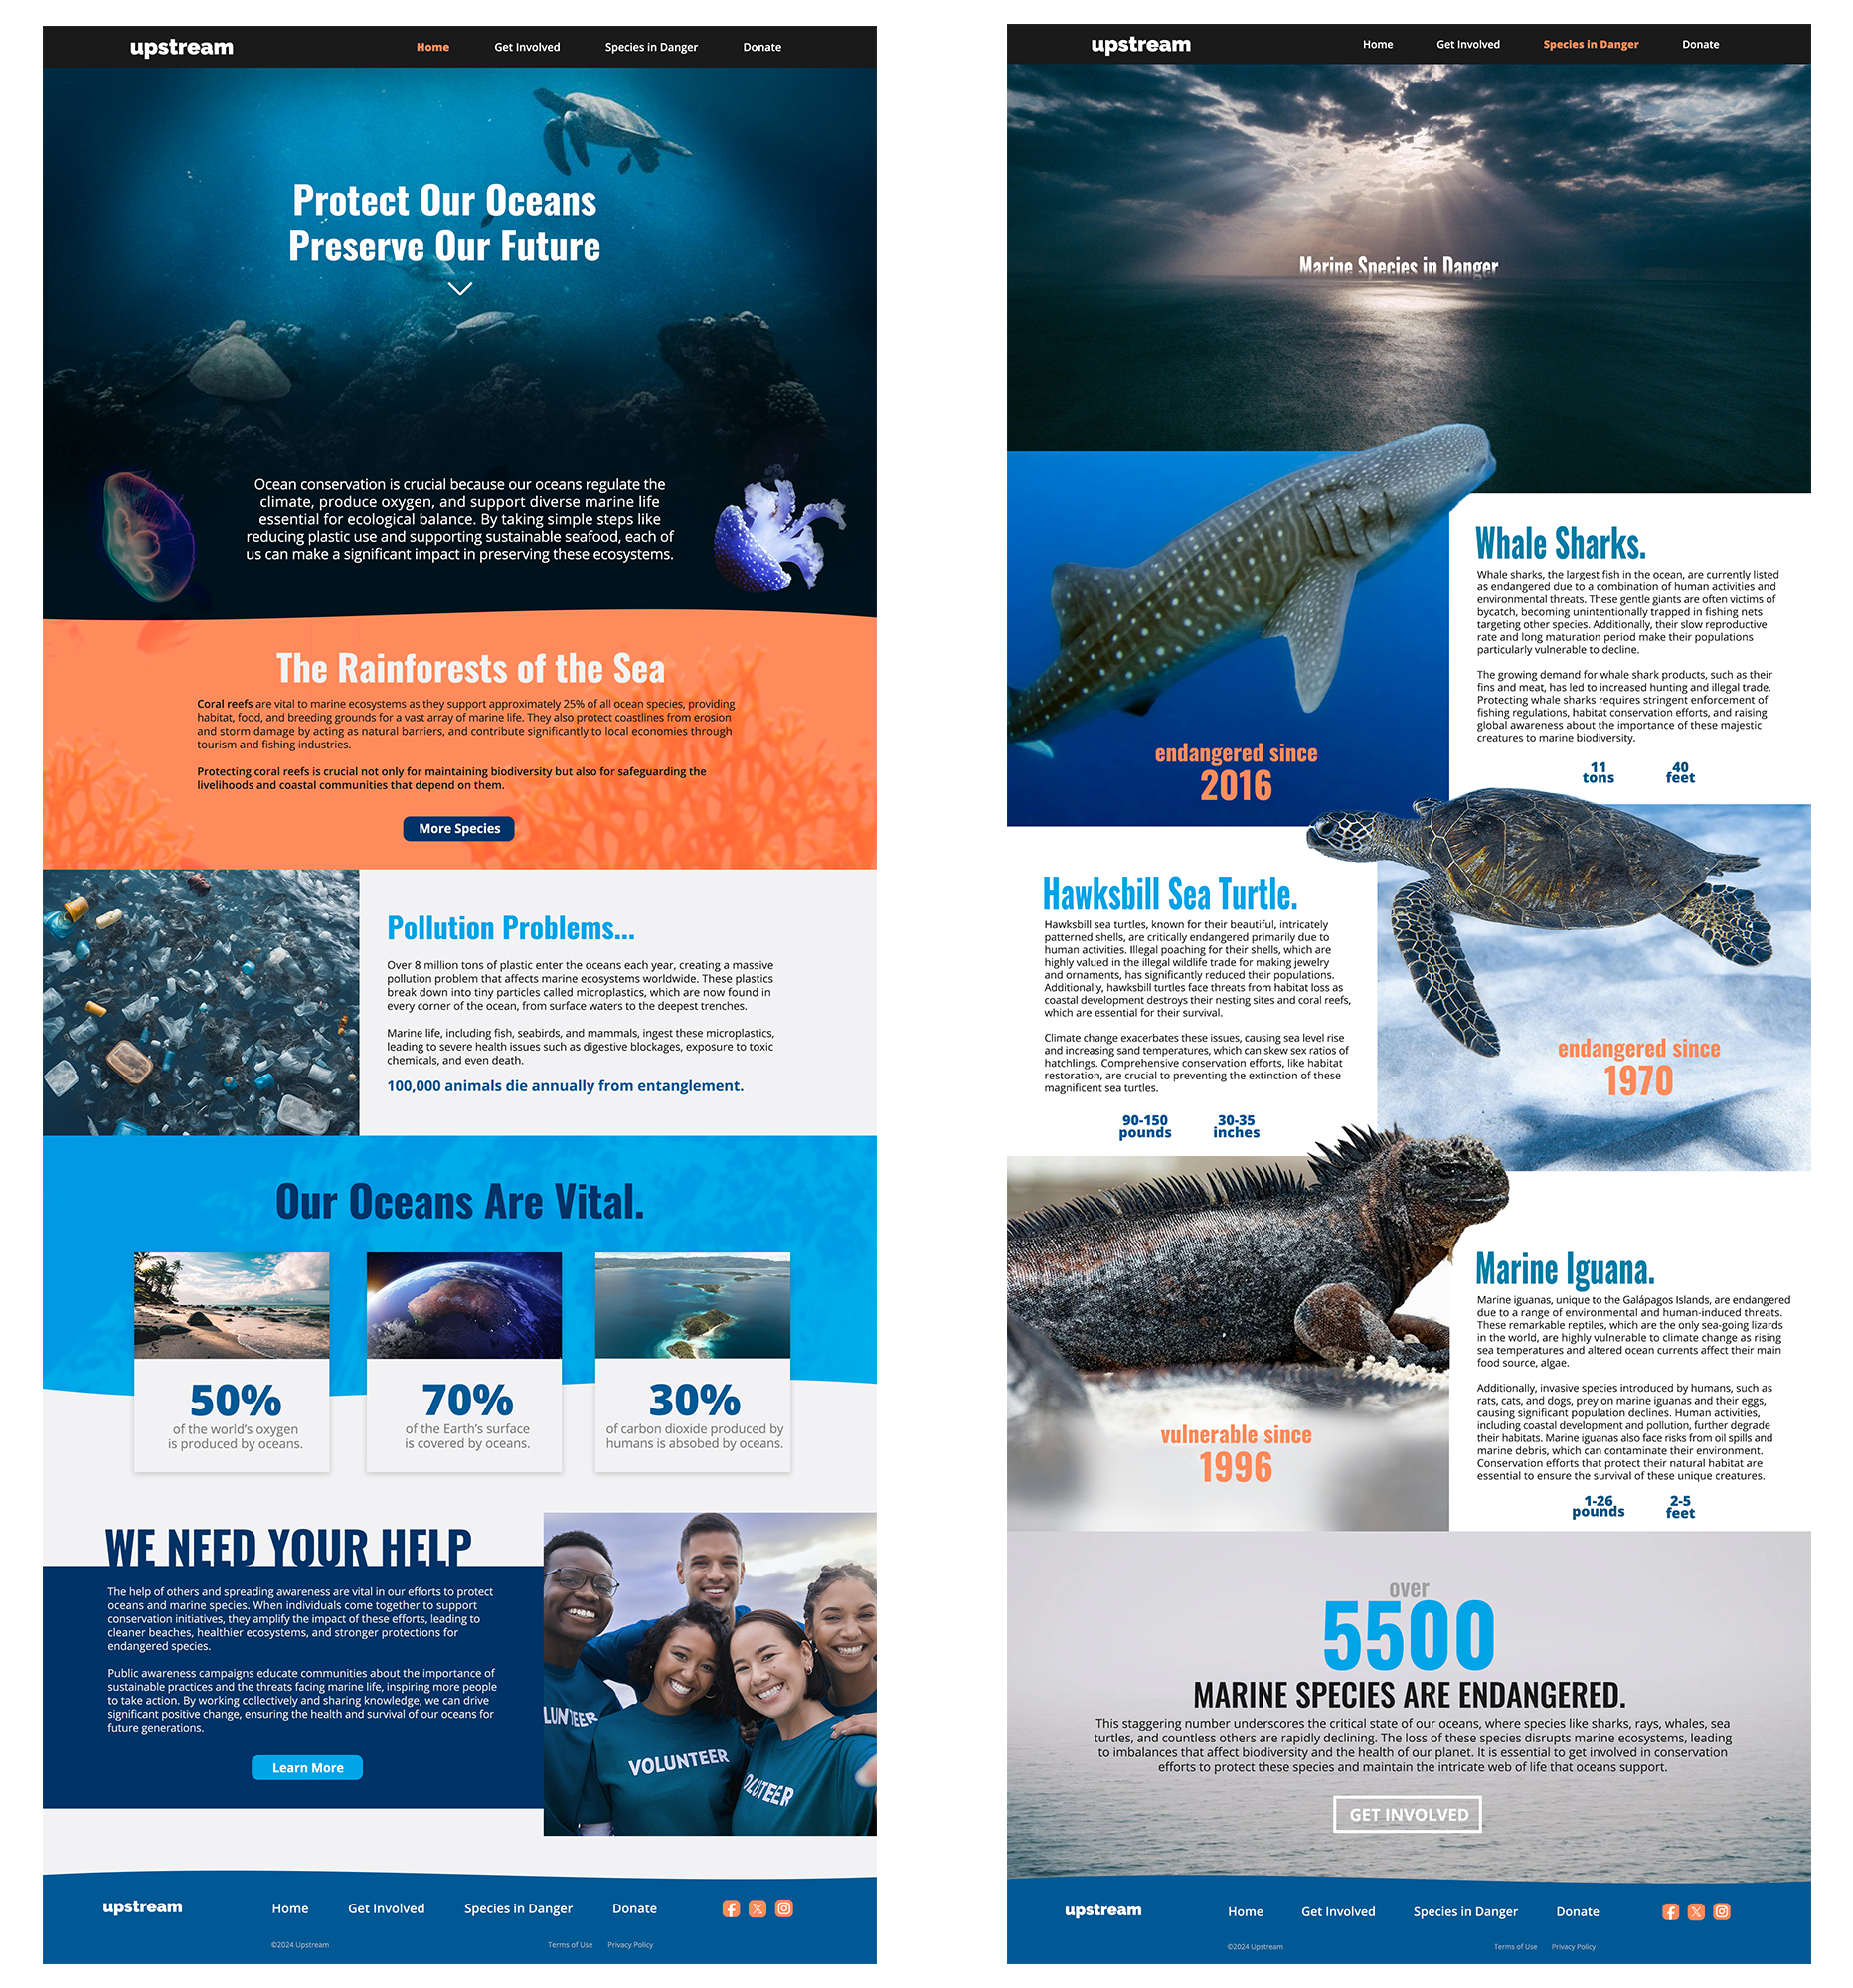 upstream
Home Get Involved Species in Danger Donate
Protect Our Oceans
Preserve Our Future
Ocean conservation is crucial because our oceans regulate the
climate, produce oxygen, and support diverse marine life
essential for ecological balance. By taking simple steps like
reducing plastic use and supporting sustainable seafood, each of
us can make a significant impact in preserving these ecosystems.
The Rainforests of the Sea
Coral reefs are vital to marine ecosystems as they support approximately 25% of all ocean species, providing
habitat, food, and breeding grounds for a vast array of marine life. They also protect coastlines from erosion
and storm damage by acting as natural barriers, and contribute significantly to local economies through
tourism and fishing industries.
Protecting coral reefs is crucial not only for maintaining biodiversity but also for safeguarding the
livelihoods and coastal communities that depend on them.
More Species
Pollution Problems...
Over 8 million tons of plastic enter the oceans each year, creating a massive
pollution problem that affects marine ecosystems worldwide. These plastics
break down into tiny particles called microplastics, which are now found in
every corner of the ocean, from surface waters to the deepest trenches.
Marine life, including fish, seabirds, and mammals, ingest these microplastics,
leading to severe health issues such as digestive blockages, exposure to toxic
chemicals, and even death.
100,000 animals die annually from entanglement.
Our Oceans Are Vital.
50%
of the world's oxygen
is produced by oceans.
70%
of the Earth's surface
is covered by oceans.
30%
of carbon dioxide produced by
humans is absobed by oceans.
WE NEED YOUR HELP
The help of others and spreading awareness are vital in our efforts to protect
oceans and marine species. When individuals come together to support
conservation initiatives, they amplify the impact of these efforts, leading to
cleaner beaches, healthier ecosystems, and stronger protections for
endangered species.
Public awareness campaigns educate communities about the importance of
sustainable practices and the threats facing marine life, inspiring more people
to take action. By working collectively and sharing knowledge, we can drive
significant positive change, ensuring the health and survival of our oceans for
future generations.
Learn More
LUNTEER
VOLUNTEER
OLUNTEER
upstream
Home Get Involved Species in Danger Donate
©2024 Upstream Terms of Use Privacy Policy
upstream
Home Get Involved Species in Danger Donate
Marine Species in Danger
Whale Sharks.
Whale sharks, the largest fish in the ocean, are currently listed
as endangered due to a combination of human activities and
environmental threats. These gentle giants are often victims of
bycatch, becoming unintentionally trapped in fishing nets
targeting other species. Additionally, their slow reproductive
rate and long maturation period make their populations
particularly vulnerable to decline.
The growing demand for whale shark products, such as their
fins and meat, has led to increased hunting and illegal trade.
Protecting whale sharks requires stringent enforcement of
fishing regulations, habitat conservation efforts, and raising
global awareness about the importance of these majestic
creatures to marine biodiversity.
11
tons
40
feet
endangered since
2016
Hawksbill Sea Turtle.
Hawksbill sea turtles, known for their beautiful, intricately
patterned shells, are critically endangered primarily due to
human activities. Illegal poaching for their shells, which are
highly valued in the illegal wildlife trade for making jewelry
and ornaments, has significantly reduced their populations.
Additionally, hawksbill turtles face threats from habitat loss as
coastal development destroys their nesting sites and coral reefs,
which are essential for their survival.
Climate change exacerbates these issues, causing sea level rise
and increasing sand temperatures, which can skew sex ratios of
hatchlings. Comprehensive conservation efforts, like habitat
restoration, are crucial to preventing the extinction of these
magnificent sea turtles.
90-150
pounds
30-35
inches
endangered since
1970
Marine Iguana.
Marine iguanas, unique to the Galápagos Islands, are endangered
due to a range of environmental and human-induced threats.
These remarkable reptiles, which are the only sea-going lizards
in the world, are highly vulnerable to climate change as rising
sea temperatures and altered ocean currents affect their main
food source, algae.
Additionally, invasive species introduced by humans, such as
rats, cats, and dogs, prey on marine iguanas and their eggs,
causing significant population declines. Human activities,
including coastal development and pollution, further degrade
their habitats. Marine iguanas also face risks from oil spills and
marine debris, which can contaminate their environment.
Conservation efforts that protect their natural habitat are
essential to ensure the survival of these unique creatures.
1-26
pounds
2-5
feet
vulnerable since
1996
over
5500
MARINE SPECIES ARE ENDANGERED.
This staggering number underscores the critical state of our oceans, where species like sharks, rays, whales, sea
turtles, and countless others are rapidly declining. The loss of these species disrupts marine ecosystems, leading
to imbalances that affect biodiversity and the health of our planet. It is essential to get involved in conservation
efforts to protect these species and maintain the intricate web of life that oceans support.
GET INVOLVED
upstream
Home Get Involved Species in Danger Donate
©2024 Upstream Terms of Use Privacy Policy